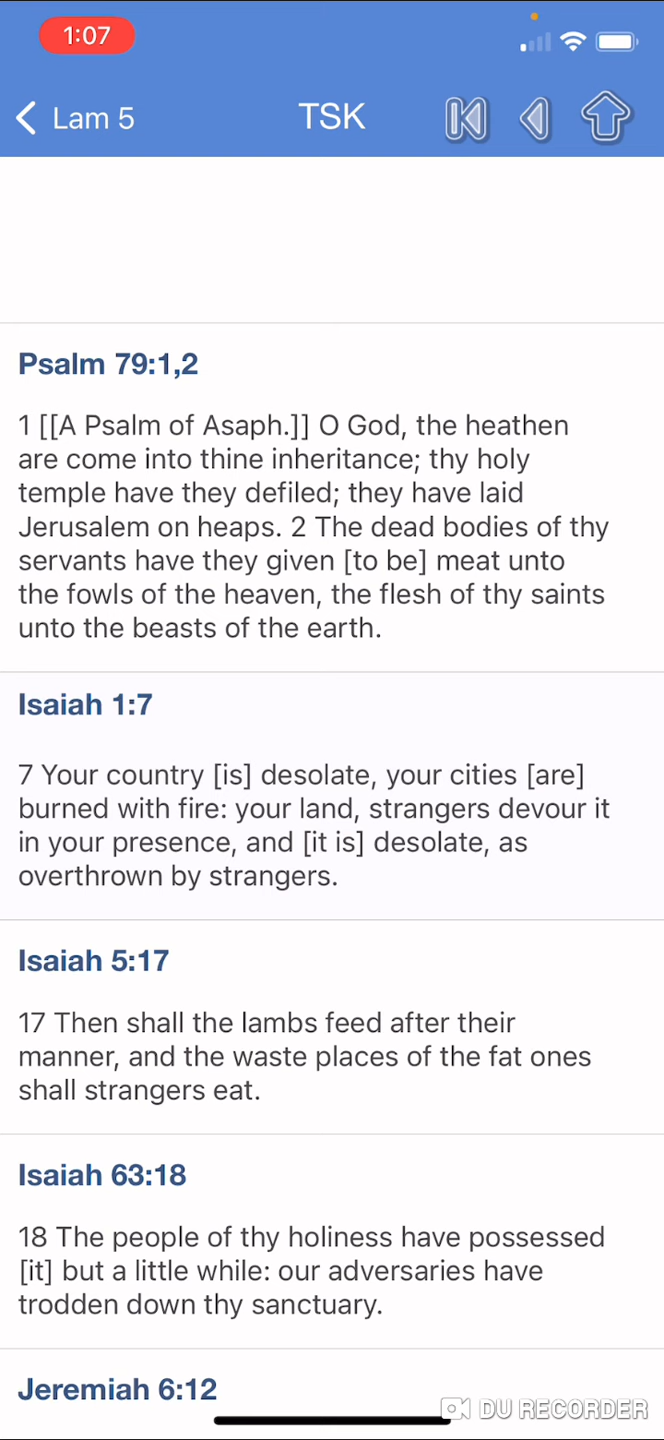 1:07
Lam 5
TSK
Psalm 79:1,2
1 [[A Psalm of Asaph.]] O God, the heathen
are come into thine inheritance; thy holy
temple have they defiled; they have laid
Jerusalem on heaps. 2 The dead bodies of thy
servants have they given [to be] meat unto
the fowls of the heaven, the flesh of thy saints
unto the beasts of the earth.
Isaiah 1:7
7 Your country [is] desolate, your cities [are]
burned with fire: your land, strangers devour it
in your presence, and [it is] desolate, as
overthrown by strangers.
Isaiah 5:17
17 Then shall the lambs feed after their
manner, and the waste places of the fat ones
shall strangers eat.
Isaiah 63:18
18 The people of thy holiness have possessed
[it] but a little while: our adversaries have
trodden down thy sanctuary.
Jeremiah 6:12
DU RECORDER